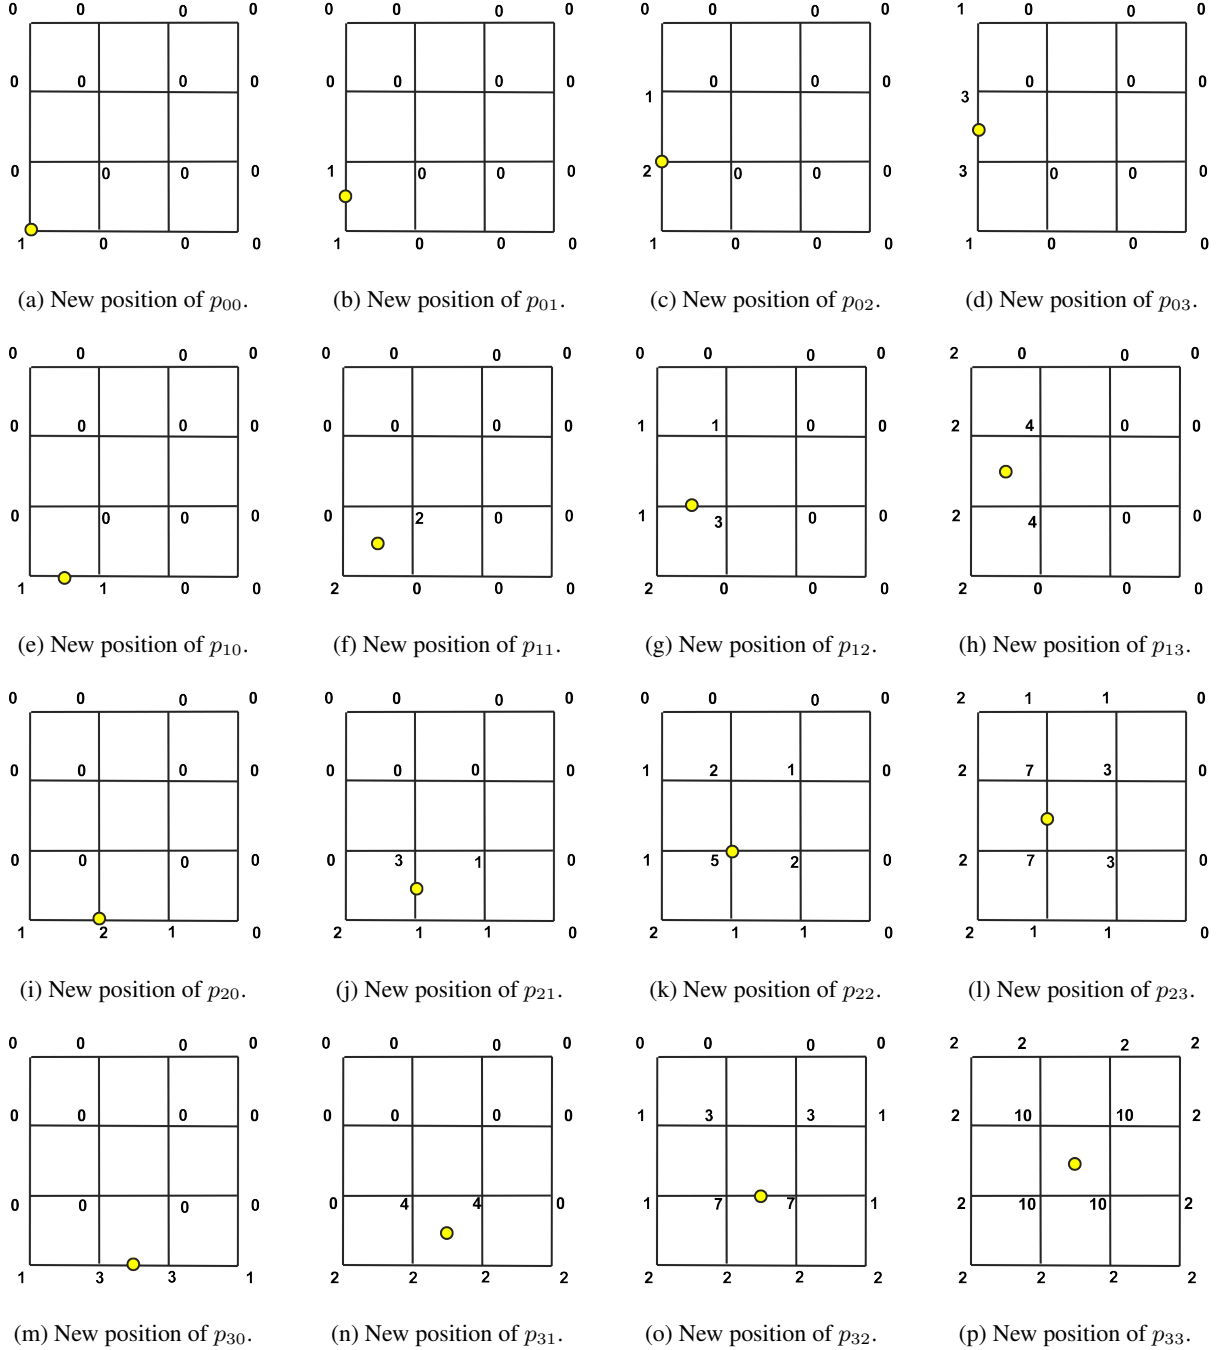 0 0 0 0 0 0 0 0 0 0 0 0 1 0 0 0
0 0 0 0 0 0 0 0 1 0 0 0 3 0 0 0
0 0 0 0 1 0 0 0 2 0 0 0 3 0 0 0
1 0 0 0 1 0 0 0 1 0 0 0 1 0 0 0
(a) New position of p₀₀. (b) New position of p₀₁. (c) New position of p₀₂. (d) New position of p₀₃.
0 0 0 0 0 0 0 0 0 0 0 0 2 0 0 0
0 0 0 0 0 0 0 0 1 1 0 0 2 4 0 0
0 0 0 0 0 2 0 0 1 3 0 0 2 4 0 0
1 1 0 0 2 0 0 0 2 0 0 0 2 0 0 0
(e) New position of p₁₀. (f) New position of p₁₁. (g) New position of p₁₂. (h) New position of p₁₃.
0 0 0 0 0 0 0 0 0 0 0 0 2 1 1 0
0 0 0 0 0 0 0 0 1 2 1 0 2 7 3 0
0 0 0 0 0 3 1 0 1 5 2 0 2 7 3 0
1 2 1 0 2 1 1 0 2 1 1 0 2 1 1 0
(i) New position of p₂₀. (j) New position of p₂₁. (k) New position of p₂₂. (l) New position of p₂₃.
0 0 0 0 0 0 0 0 0 0 0 0 2 2 2 2
0 0 0 0 0 0 0 0 1 3 3 1 2 10 10 2
0 0 0 0 0 4 4 0 1 7 7 1 2 10 10 2
1 3 3 1 2 2 2 2 2 2 2 2 2 2 2 2
(m) New position of p₃₀. (n) New position of p₃₁. (o) New position of p₃₂. (p) New position of p₃₃.